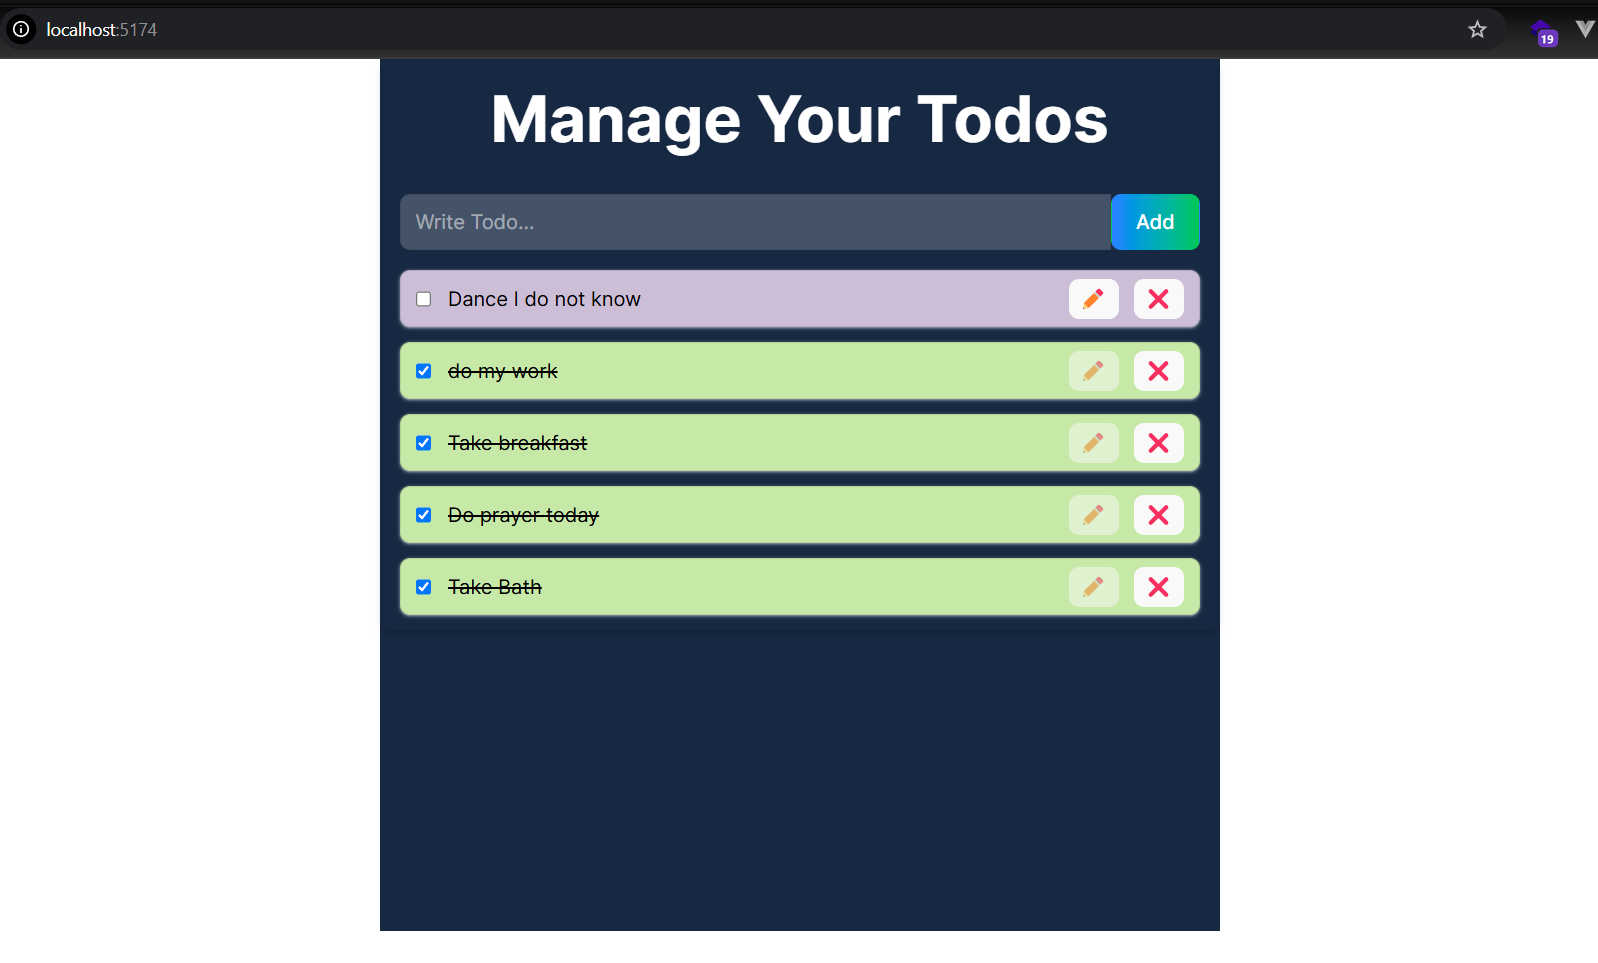 localhost:5174
19
Manage Your Todos
Write Todo...
Add
Dance I do not know
do my work
Take breakfast
Do prayer today
Take Bath